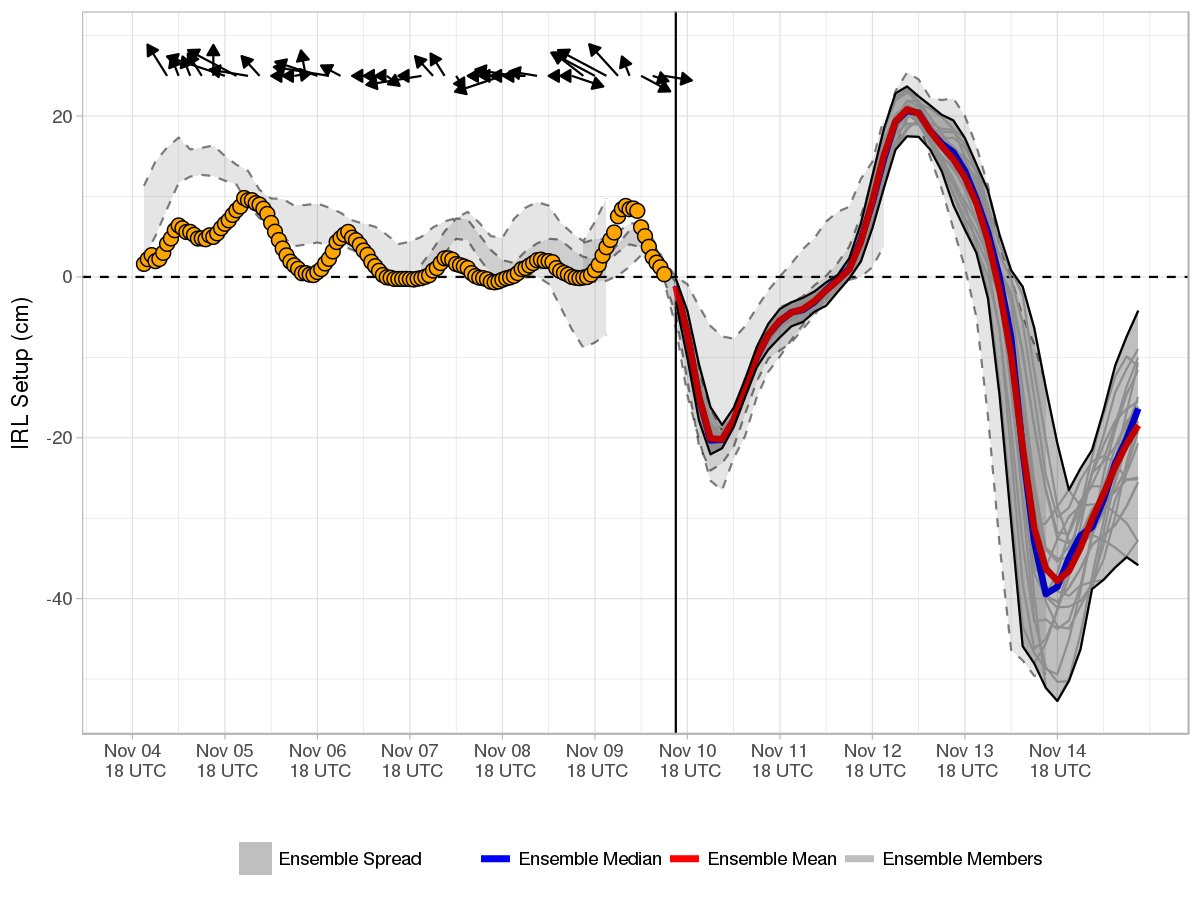 IRL Setup (cm)
20
0
-20
-40
Nov 04 Nov 05 Nov 06 Nov 07 Nov 08 Nov 09 Nov 10 Nov 11 Nov 12 Nov 13 Nov 14
18 UTC 18 UTC 18 UTC 18 UTC 18 UTC 18 UTC 18 UTC 18 UTC 18 UTC 18 UTC 18 UTC
Ensemble Spread Ensemble Median Ensemble Mean Ensemble Members